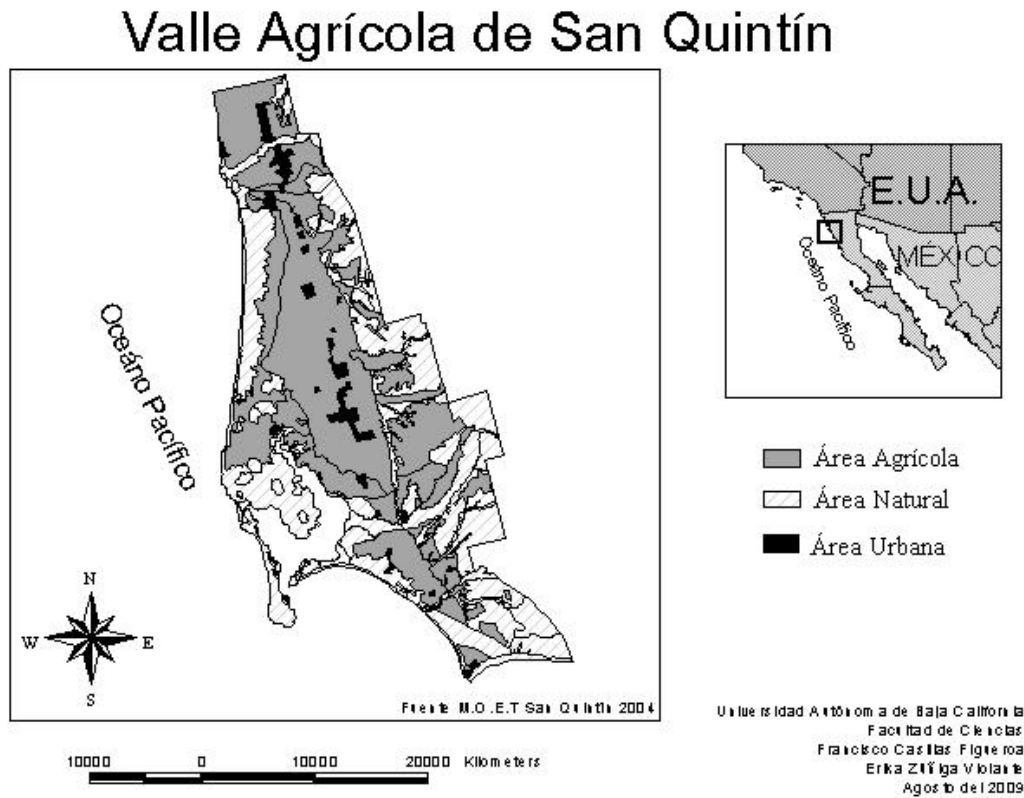 Valle Agrícola de San Quintín
Oceáno Pacífico
N
W E
S
Fuente M.O.E.T San Quintín 2004
10000 0 10000 20000 Kilometers
E.U.A.
MÉXICO
Oceáno Pacífico
Área Agrícola
Área Natural
Área Urbana
Universidad Autónoma de Baja California
Facultad de Ciencias
Francisco Casillas Figueroa
Erika Zúñiga Violante
Agosto del 2009